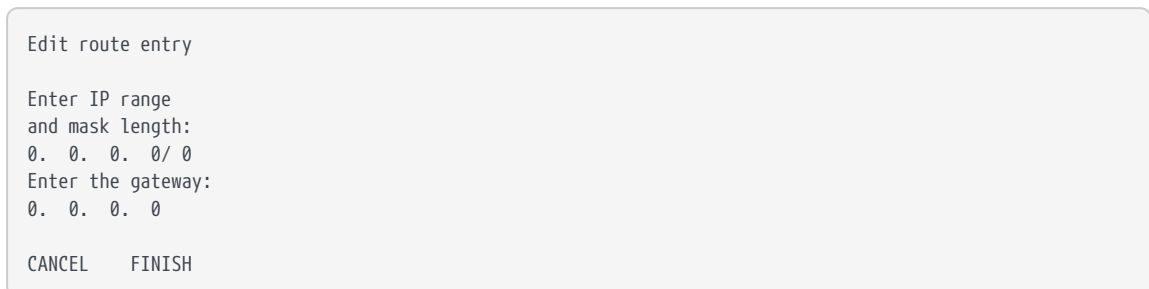 Edit route entry
Enter IP range
and mask length:
0.  0.  0.  0/ 0
Enter the gateway:
0.  0.  0.  0
CANCEL    FINISH